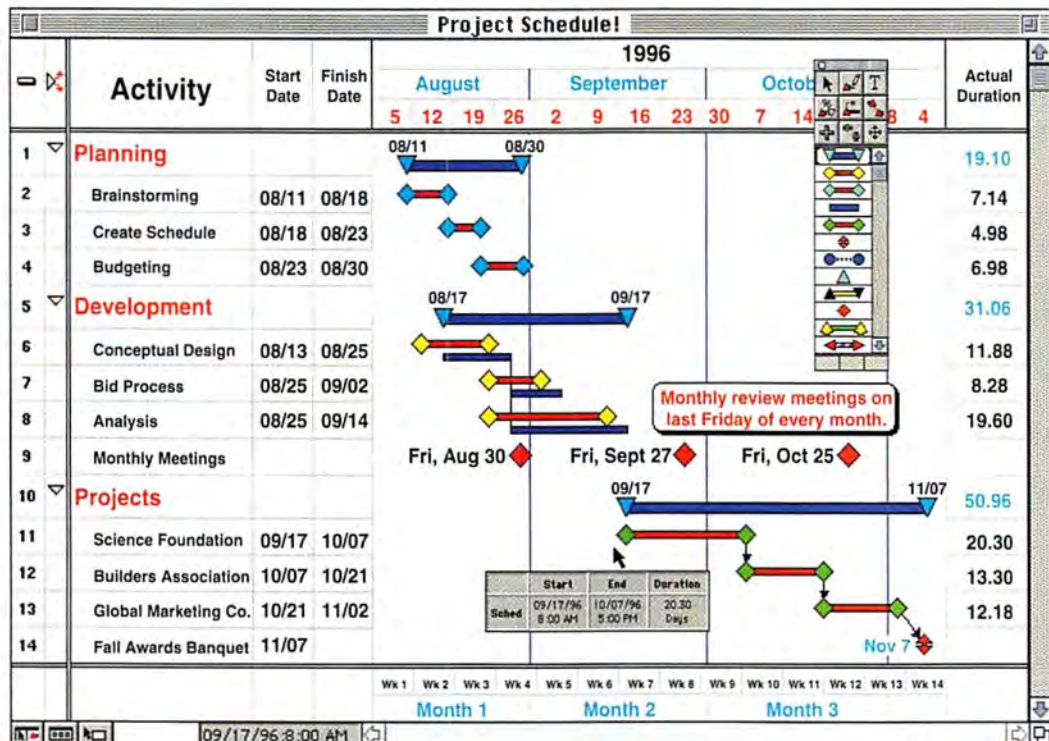 Project Schedule!
1996
Activity Start Date Finish Date August September Octob Actual Duration
5 12 19 26 2 9 16 23 30 7 14 8 4
08/11 08/30
1 Planning 19.10
2 Brainstorming 08/11 08/18 7.14
3 Create Schedule 08/18 08/23 4.98
4 Budgeting 08/23 08/30 6.98
08/17 09/17
5 Development 31.06
6 Conceptual Design 08/13 08/25 11.88
7 Bid Process 08/25 09/02 8.28
Monthly review meetings on
last Friday of every month.
8 Analysis 08/25 09/14 19.60
9 Monthly Meetings Fri, Aug 30 Fri, Sept 27 Fri, Oct 25
09/17 11/07
10 Projects 50.96
11 Science Foundation 09/17 10/07 20.30
12 Builders Association 10/07 10/21 13.30
Start End Duration
Sched 09/17/96 10/07/96 20.30
8:00 AM 5:00 PM Days
13 Global Marketing Co. 10/21 11/02 12.18
14 Fall Awards Banquet 11/07 Nov 7
Wk 1 Wk 2 Wk 3 Wk 4 Wk 5 Wk 6 Wk 7 Wk 8 Wk 9 Wk 10 Wk 11 Wk 12 Wk 13 Wk 14
Month 1 Month 2 Month 3
09/17/96 8:00 AM